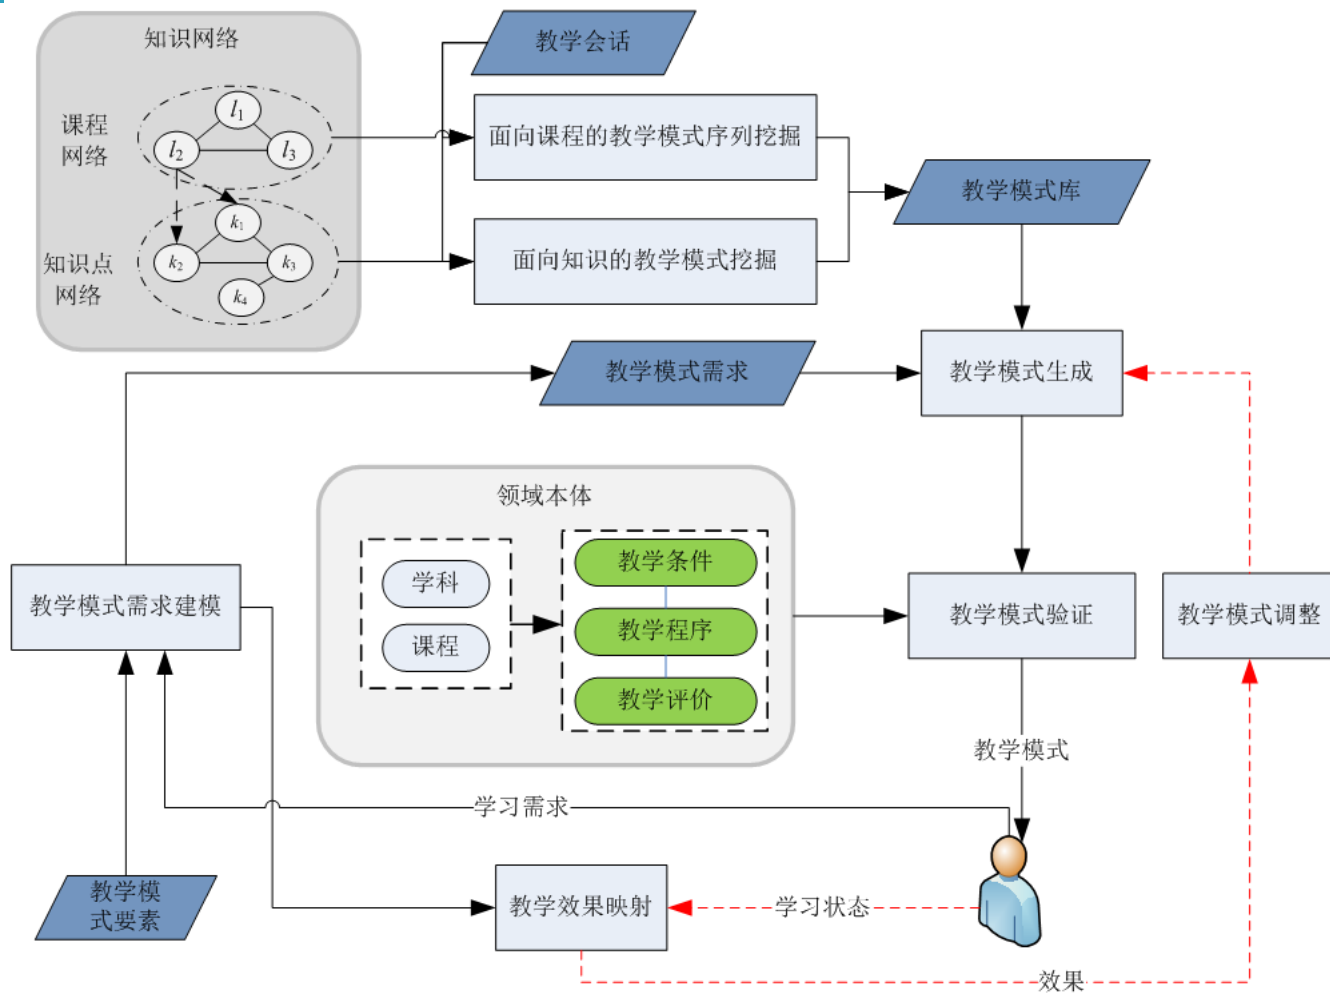 知识网络
教学会话
课程
网络
l1
l2
l3
面向课程的教学模式序列挖掘
教学模式库
知识点
网络
k1
k2
k3
k4
面向知识的教学模式挖掘
教学模式需求
教学模式生成
领域本体
学科
课程
教学条件
教学程序
教学评价
教学模式需求建模
教学模式验证
教学模式调整
教学模式
学习需求
教学模
式要素
教学效果映射
学习状态
效果